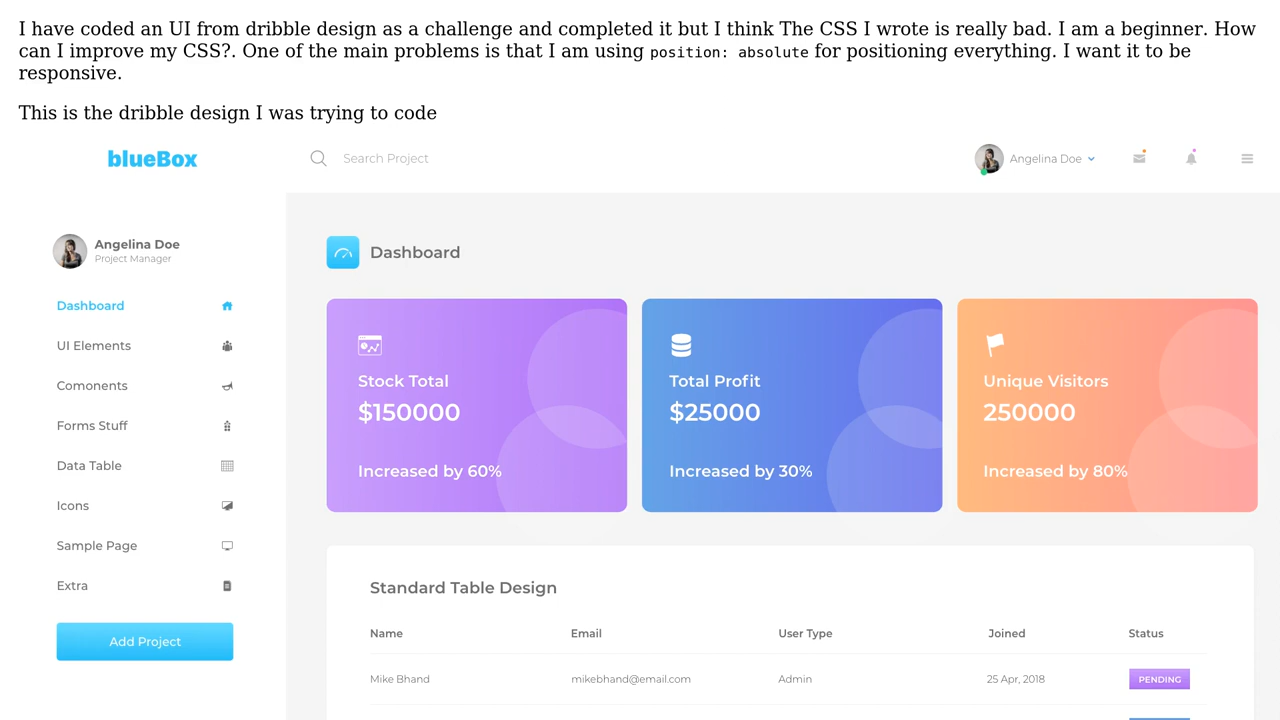 I have coded an UI from dribble design as a challenge and completed it but I think The CSS I wrote is really bad. I am a beginner. How
can I improve my CSS?. One of the main problems is that I am using position: absolute for positioning everything. I want it to be
responsive.
This is the dribble design I was trying to code
blueBox
Search Project
Angelina Doe
Angelina Doe
Project Manager
Dashboard
UI Elements
Comonents
Forms Stuff
Data Table
Icons
Sample Page
Extra
Add Project
Dashboard
Stock Total
$150000
Increased by 60%
Total Profit
$25000
Increased by 30%
Unique Visitors
250000
Increased by 80%
Standard Table Design
Name Email User Type Joined Status
Mike Bhand mikebhand@email.com Admin 25 Apr, 2018 PENDING